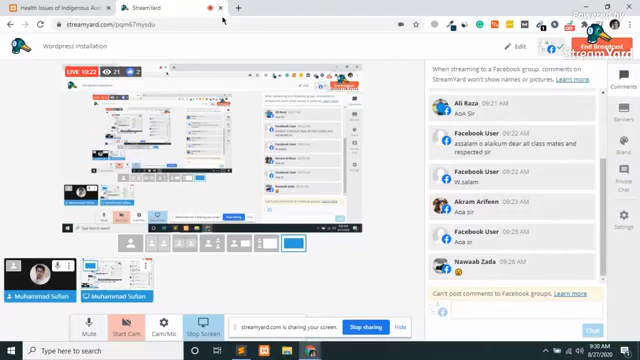 Health Issues of Indigenous Aus
StreamYard
streamyard.com/pqm67mysdu
Powered by
StreamYard
Wordpress Installation
Edit
End Broadcast
LIVE 10:22
21
2
When streaming to a Facebook group, comments
on StreamYard won't show names or pictures. Learn more.
Ali Raza 09:21 AM
AoA Sir
Facebook User 09:22 AM
assalam o alaikum dear all class mates and
respected sir
Facebook User 09:22 AM
W.salam
Akram Arifeen 09:23 AM
Aoa sir
Facebook User 09:25 AM
Aoa sr
Nawaab Zada 09:26 AM
Can't post comments to Facebook groups. Learn more
Chat
Comments
Banners
Brand
Private
Chat
Settings
Muhammad Sufian
Muhammad Sufian
Mute
Start Cam
Cam/Mic
Stop Screen
streamyard.com is sharing your screen.
Stop sharing
Hide
Type here to search
9:30 AM
8/27/2020